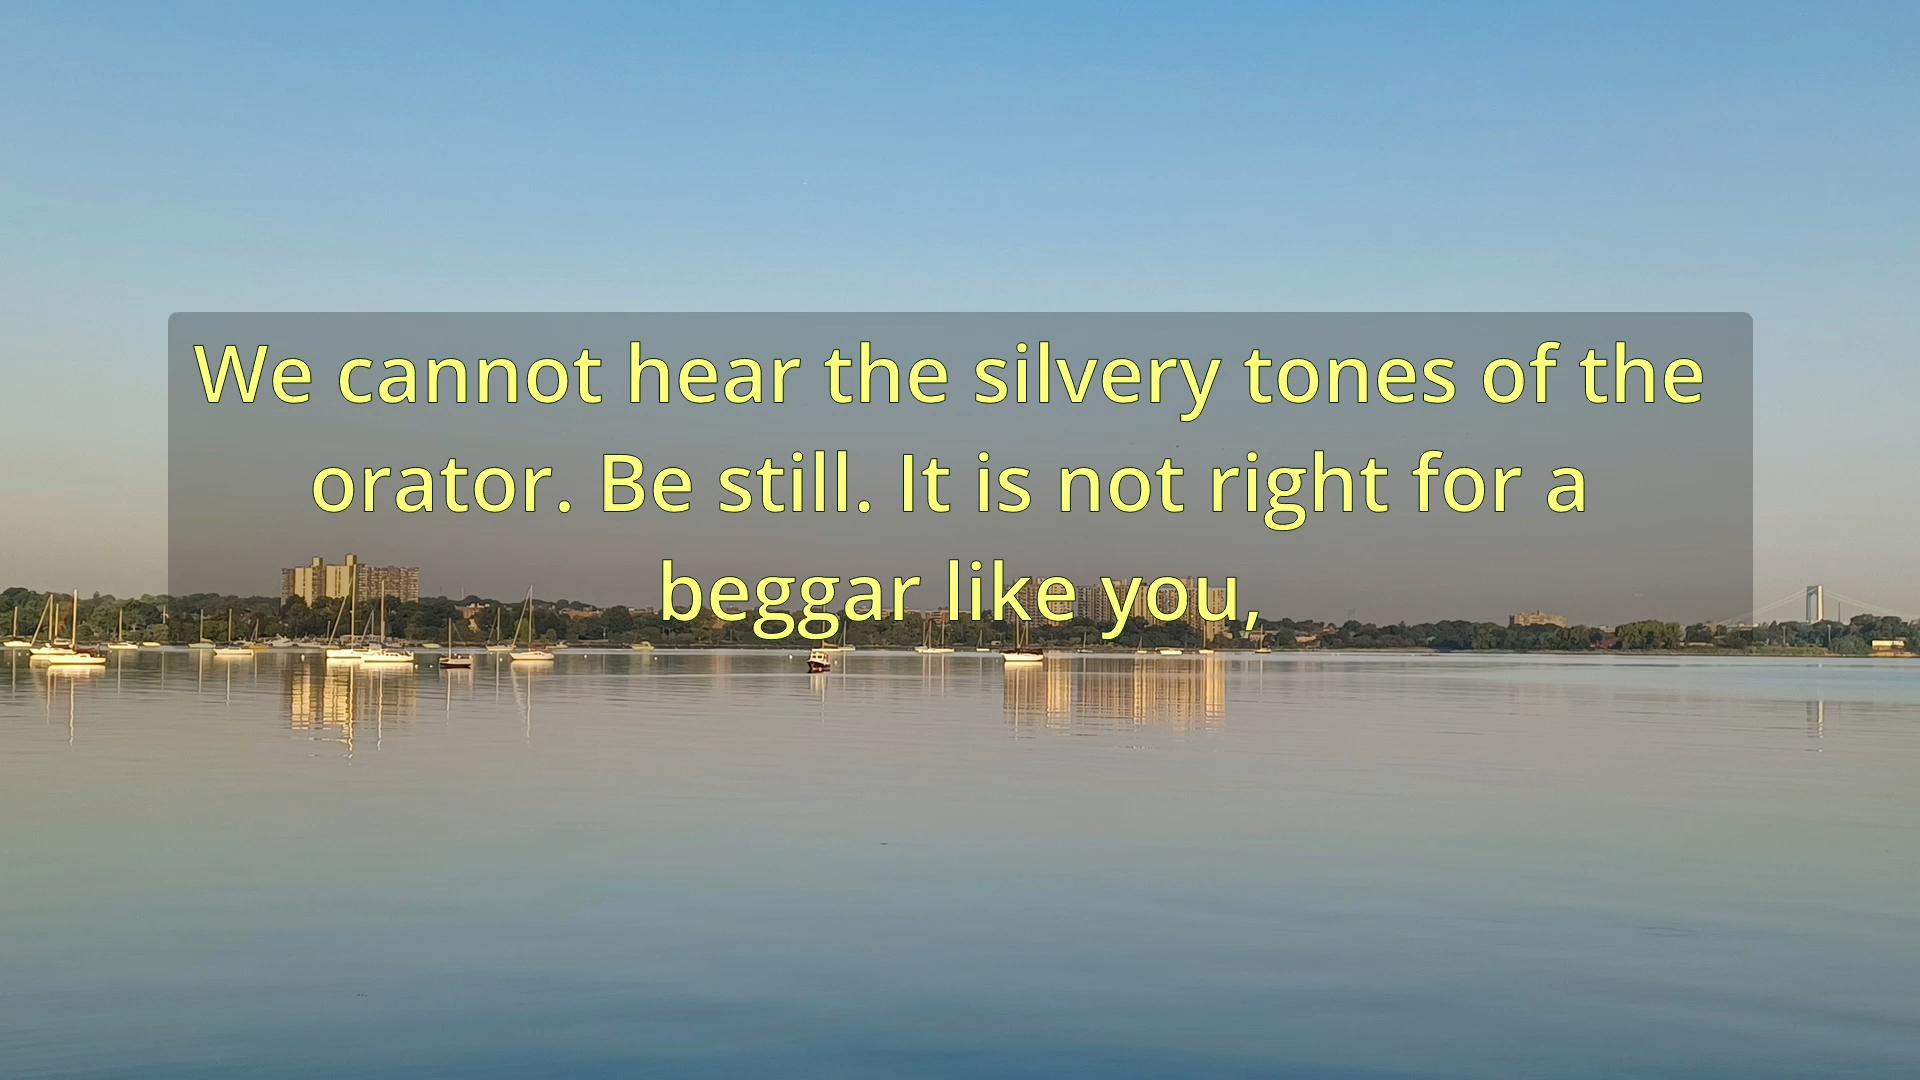 We cannot hear the silvery tones of the
orator. Be still. It is not right for a
beggar like you,